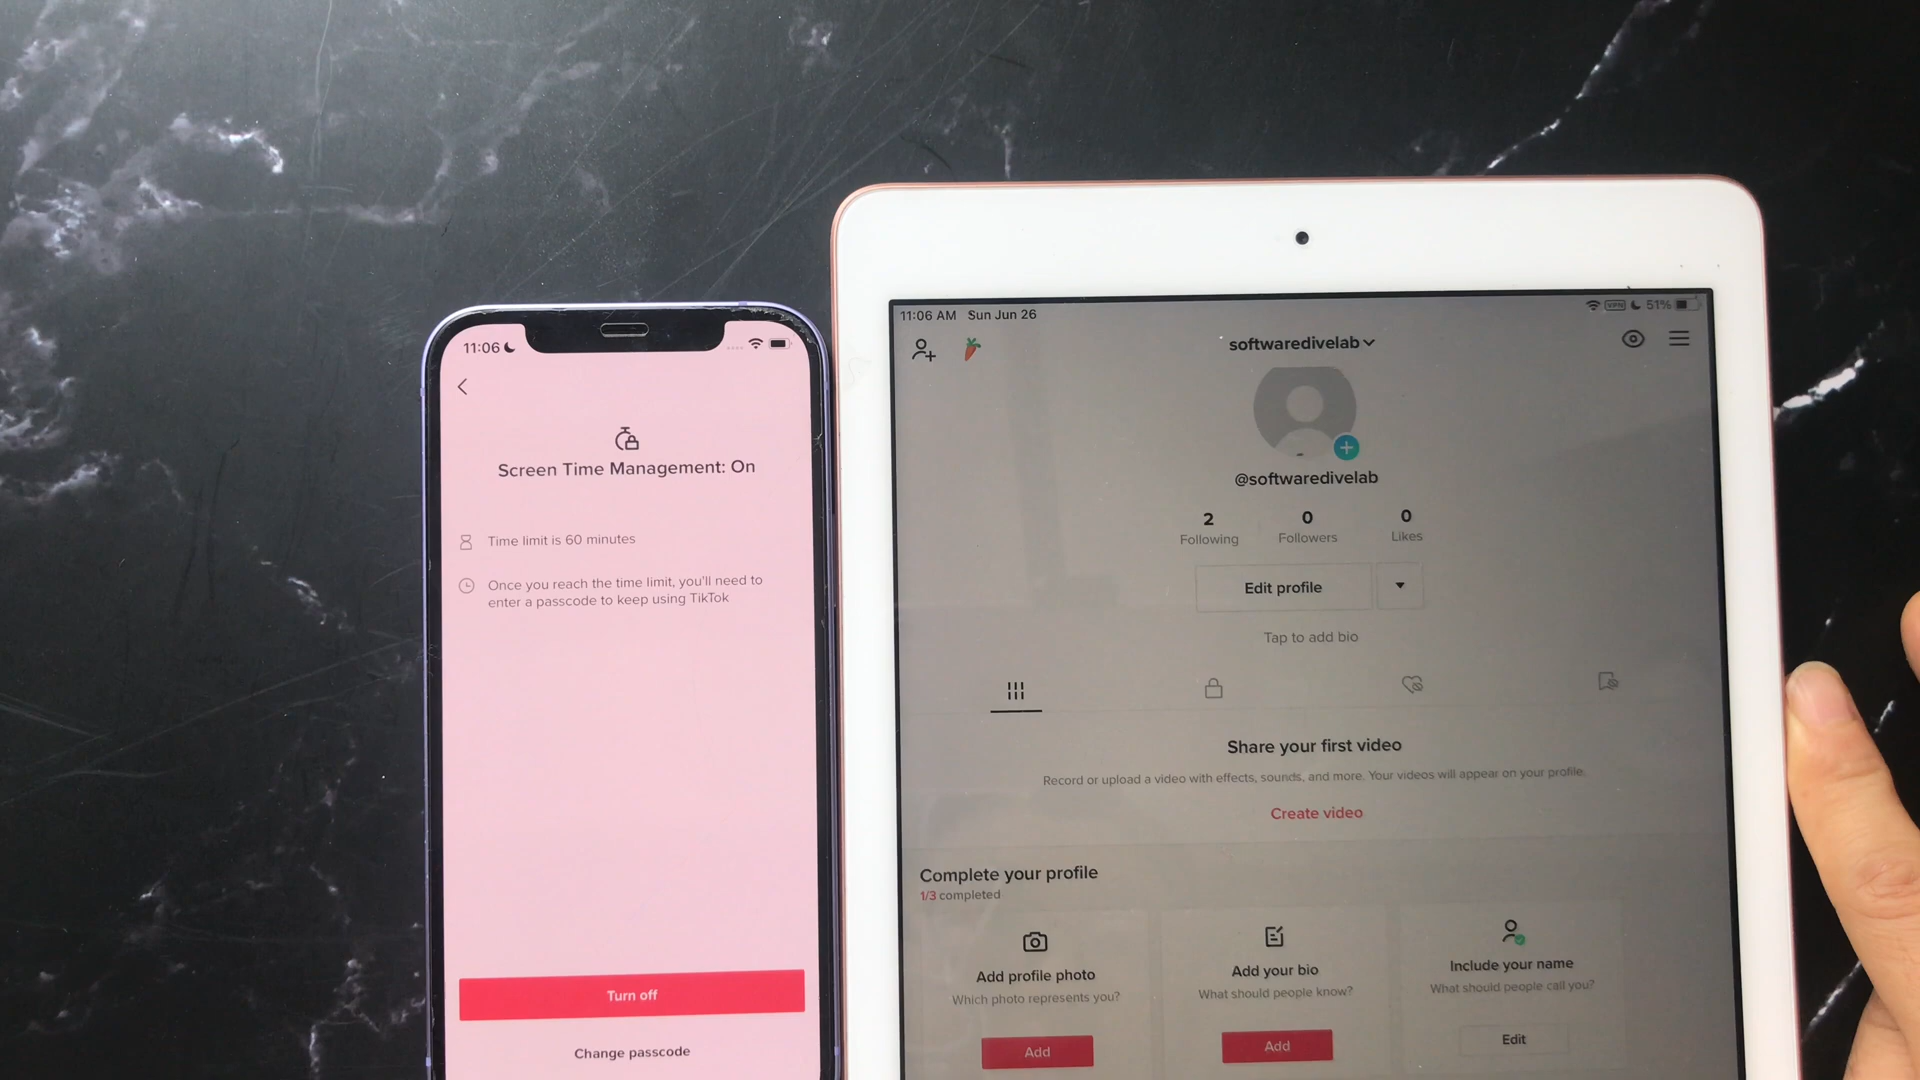 11:06
Screen Time Management: On
Time limit is 60 minutes
Once you reach the time limit, you'll need to
enter a passcode to keep using TikTok
Turn off
Change passcode
11:06 AM Sun Jun 26
VPN 51%
softwaredivelab
@softwaredivelab
2 0 0
Following Followers Likes
Edit profile
Tap to add bio
Share your first video
Record or upload a video with effects, sounds, and more. Your videos will appear on your profile.
Create video
Complete your profile
1/3 completed
Add profile photo
Which photo represents you?
Add
Add your bio
What should people know?
Add
Include your name
What should people call you?
Edit